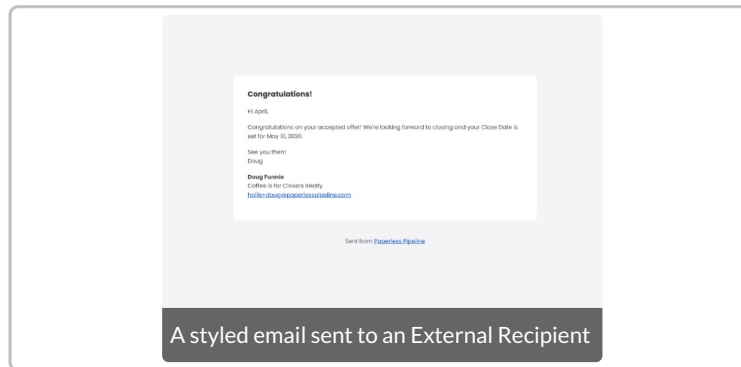 Congratulations!
Hi April,
Congratulations on your accepted offer! We're looking forward to closing and your Close Date is
set for May 31, 2020.
See you then!
Doug
Doug Funnie
Coffee is for Closers Realty
hollis+doug@paperlesspipeline.com
Sent from Paperless Pipeline
A styled email sent to an External Recipient